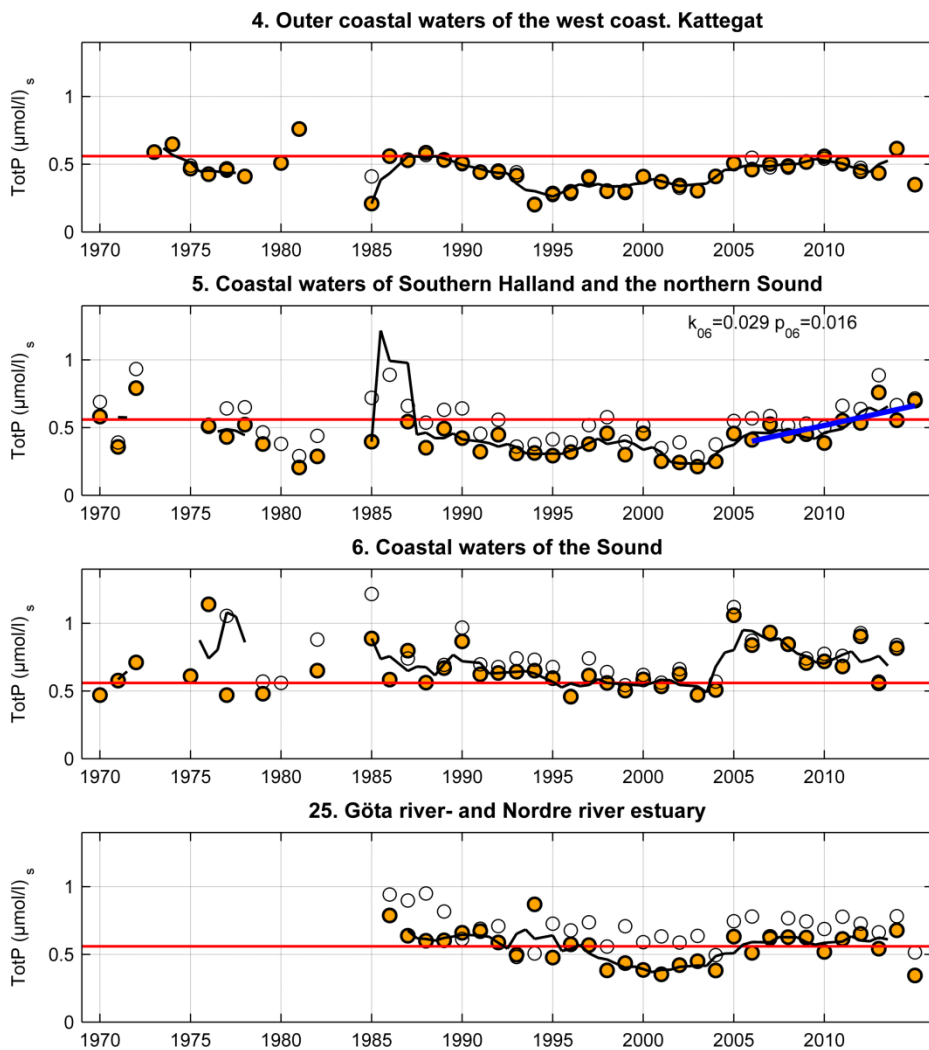 4. Outer coastal waters of the west coast. Kattegat
TotP (μmol/l) s
1
0.5
0
1970 1975 1980 1985 1990 1995 2000 2005 2010
5. Coastal waters of Southern Halland and the northern Sound
k06=0.029 p06=0.016
TotP (μmol/l) s
1
0.5
0
1970 1975 1980 1985 1990 1995 2000 2005 2010
6. Coastal waters of the Sound
TotP (μmol/l) s
1
0.5
0
1970 1975 1980 1985 1990 1995 2000 2005 2010
25. Göta river- and Nordre river estuary
TotP (μmol/l) s
1
0.5
0
1970 1975 1980 1985 1990 1995 2000 2005 2010